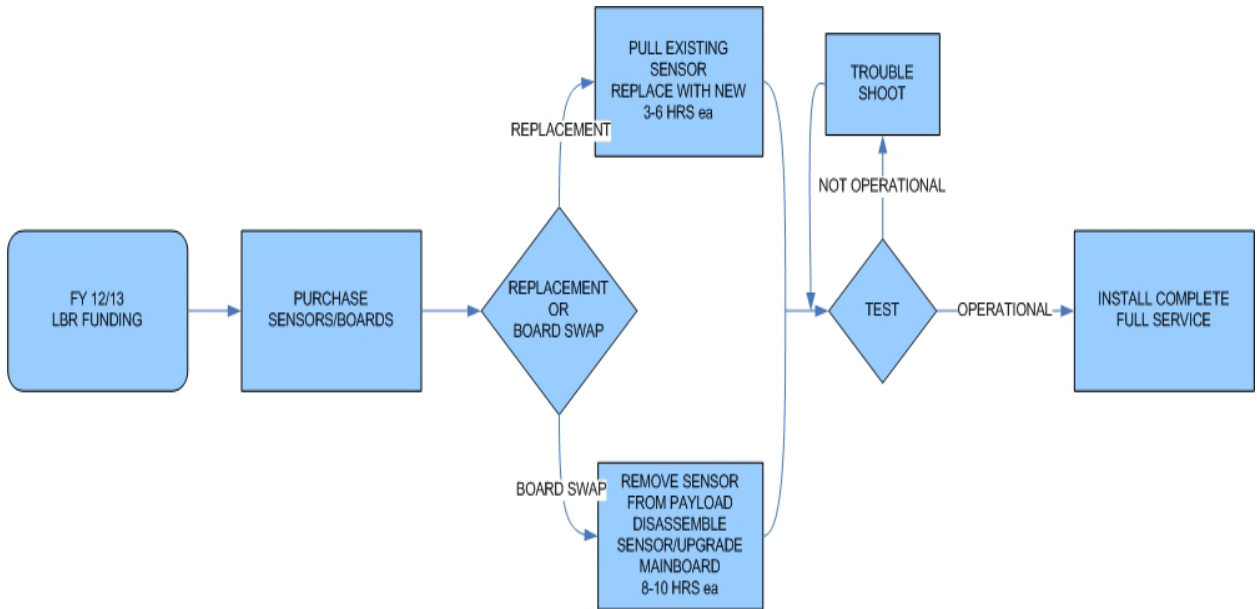 FY 12/13
LBR FUNDING
PURCHASE
SENSORS/BOARDS
REPLACEMENT
OR
BOARD SWAP
REPLACEMENT
PULL EXISTING
SENSOR
REPLACE WITH NEW
3-6 HRS ea
BOARD SWAP
REMOVE SENSOR
FROM PAYLOAD
DISASSEMBLE
SENSOR/UPGRADE
MAINBOARD
8-10 HRS ea
TEST
NOT OPERATIONAL
TROUBLE
SHOOT
OPERATIONAL
INSTALL COMPLETE
FULL SERVICE